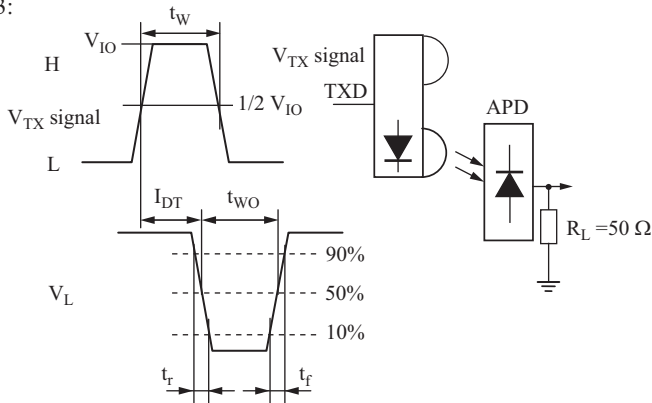 3:
t_W
V_IO
H
1/2 V_IO
V_TX signal
L
V_TX signal
TXD
APD
R_L =50 Ω
I_DT
t_WO
90%
50%
10%
V_L
t_r
t_f